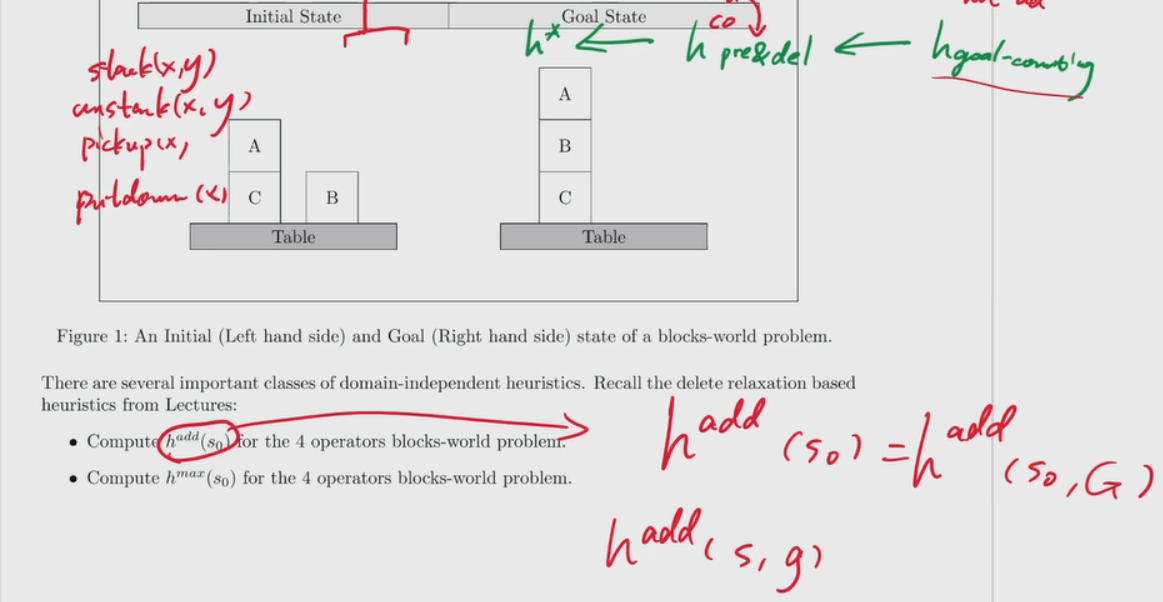 Initial State
Goal State
co
h* ← h pre&del ← h goal-counting
stack(x,y)
unstack(x,y)
pickup(x)
putdown(x)
A
C
B
Table
A
B
C
Table
Figure 1: An Initial (Left hand side) and Goal (Right hand side) state of a blocks-world problem.
There are several important classes of domain-independent heuristics. Recall the delete relaxation based
heuristics from Lectures:
• Compute h^add(s₀) for the 4 operators blocks-world problem.
• Compute h^max(s₀) for the 4 operators blocks-world problem.
h^add (s₀) = h^add (s₀, G)
h^add (s, g)